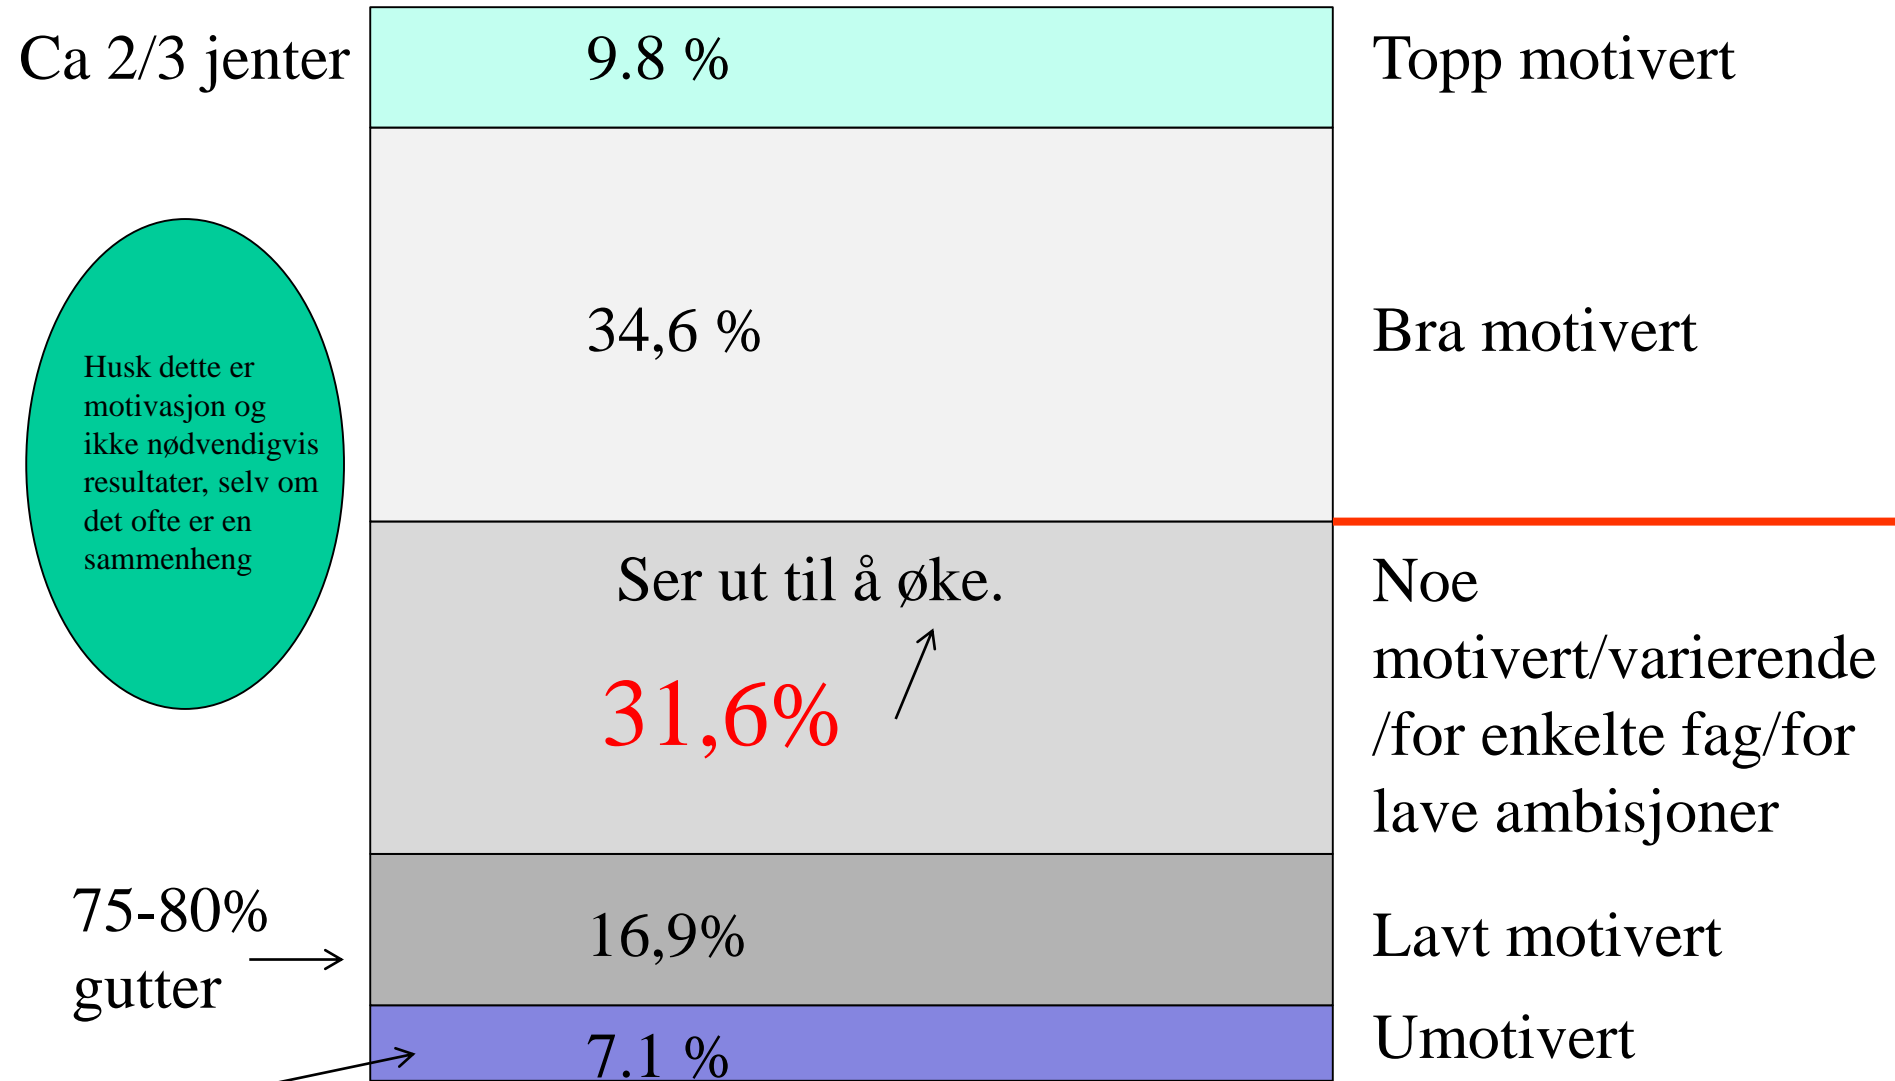 Ca 2/3 jenter
9.8 %
Topp motivert
34,6 %
Bra motivert
Husk dette er
motivasjon og
ikke nødvendigvis
resultater, selv om
det ofte er en
sammenheng
Ser ut til å øke.
31,6%
Noe
motivert/varierende
/for enkelte fag/for
lave ambisjoner
75-80%
gutter
16,9%
Lavt motivert
7.1 %
Umotivert